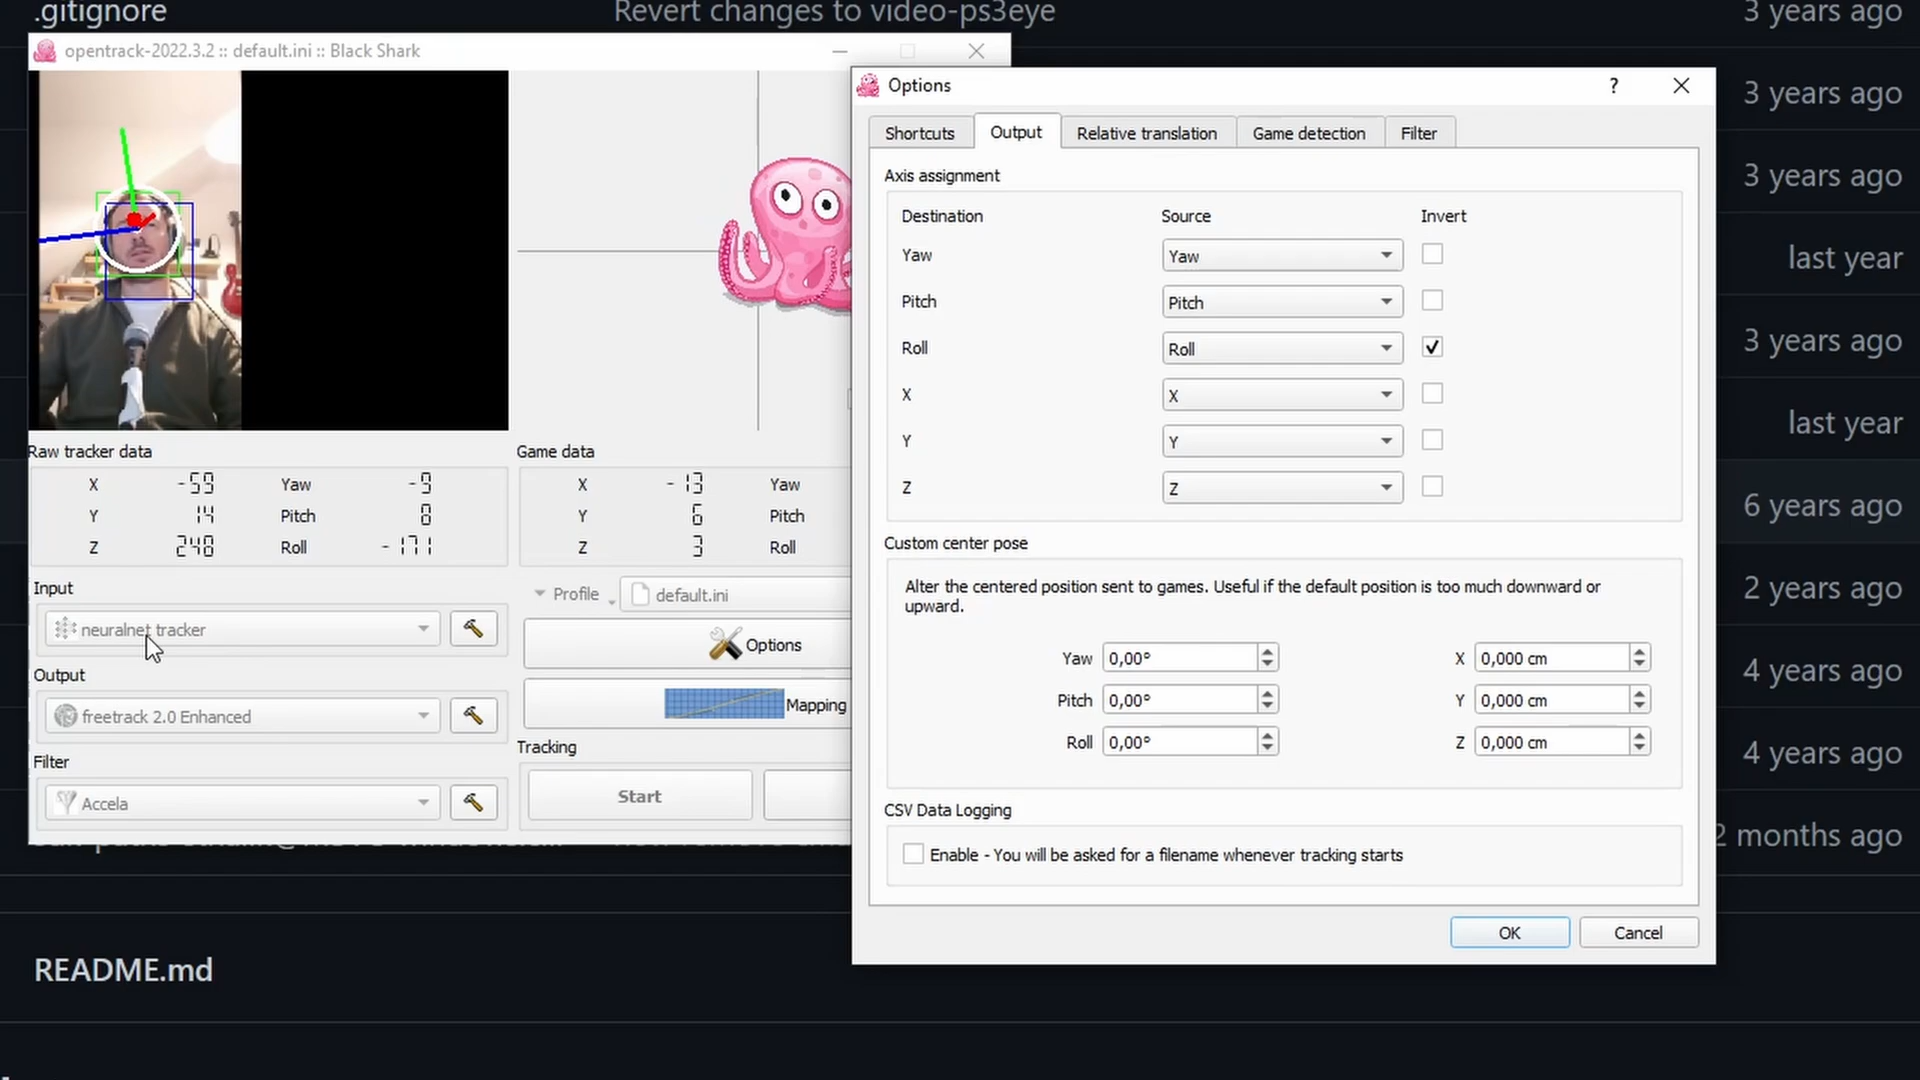 .gitignore
Revert changes to video-ps3eye
3 years ago
opentrack-2022.3.2 :: default.ini :: Black Shark
Raw tracker data
X -59 Yaw -9
Y 14 Pitch 8
Z 248 Roll -171
Game data
X -13 Yaw
Y 6 Pitch
Z 3 Roll
Input
neuralnet tracker
Output
freetrack 2.0 Enhanced
Filter
Accela
Profile
default.ini
Options
Mapping
Tracking
Start
Options
?
Shortcuts
Output
Relative translation
Game detection
Filter
Axis assignment
Destination Source Invert
Yaw Yaw
Pitch Pitch
Roll Roll
X X
Y Y
Z Z
Custom center pose
Alter the centered position sent to games. Useful if the default position is too much downward or
upward.
Yaw 0,00° X 0,000 cm
Pitch 0,00° Y 0,000 cm
Roll 0,00° Z 0,000 cm
CSV Data Logging
Enable - You will be asked for a filename whenever tracking starts
OK
Cancel
3 years ago
3 years ago
last year
3 years ago
last year
6 years ago
2 years ago
4 years ago
4 years ago
2 months ago
README.md